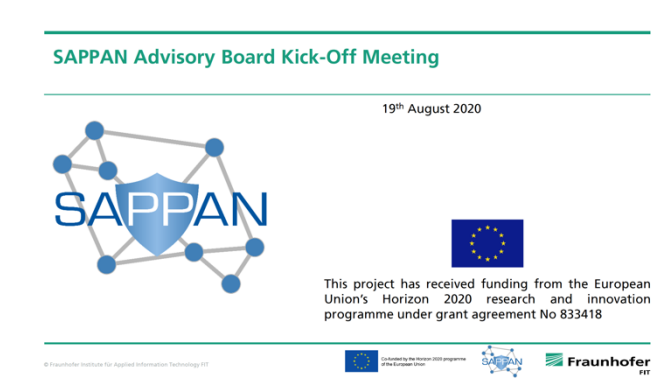 SAPPAN Advisory Board Kick-Off Meeting
19th August 2020
SAPPAN
This project has received funding from the European
Union's Horizon 2020 research and innovation
programme under grant agreement No 833418
© Fraunhofer Institute for Applied Information Technology FIT
Co-funded by the Horizon 2020 programme
of the European Union
SAPPAN
Fraunhofer
FIT